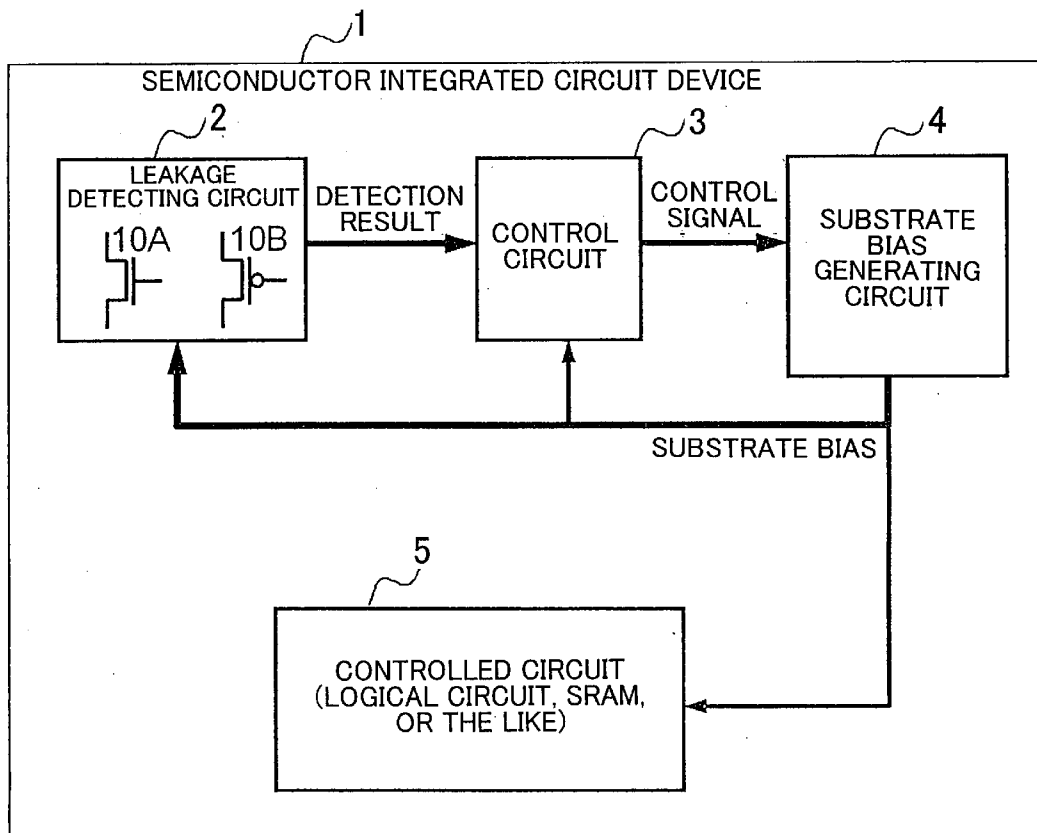 1
SEMICONDUCTOR INTEGRATED CIRCUIT DEVICE
2
LEAKAGE
DETECTING CIRCUIT
10A
10B
DETECTION
RESULT
3
CONTROL
CIRCUIT
CONTROL
SIGNAL
4
SUBSTRATE
BIAS
GENERATING
CIRCUIT
SUBSTRATE BIAS
5
CONTROLLED CIRCUIT
(LOGICAL CIRCUIT, SRAM,
OR THE LIKE)